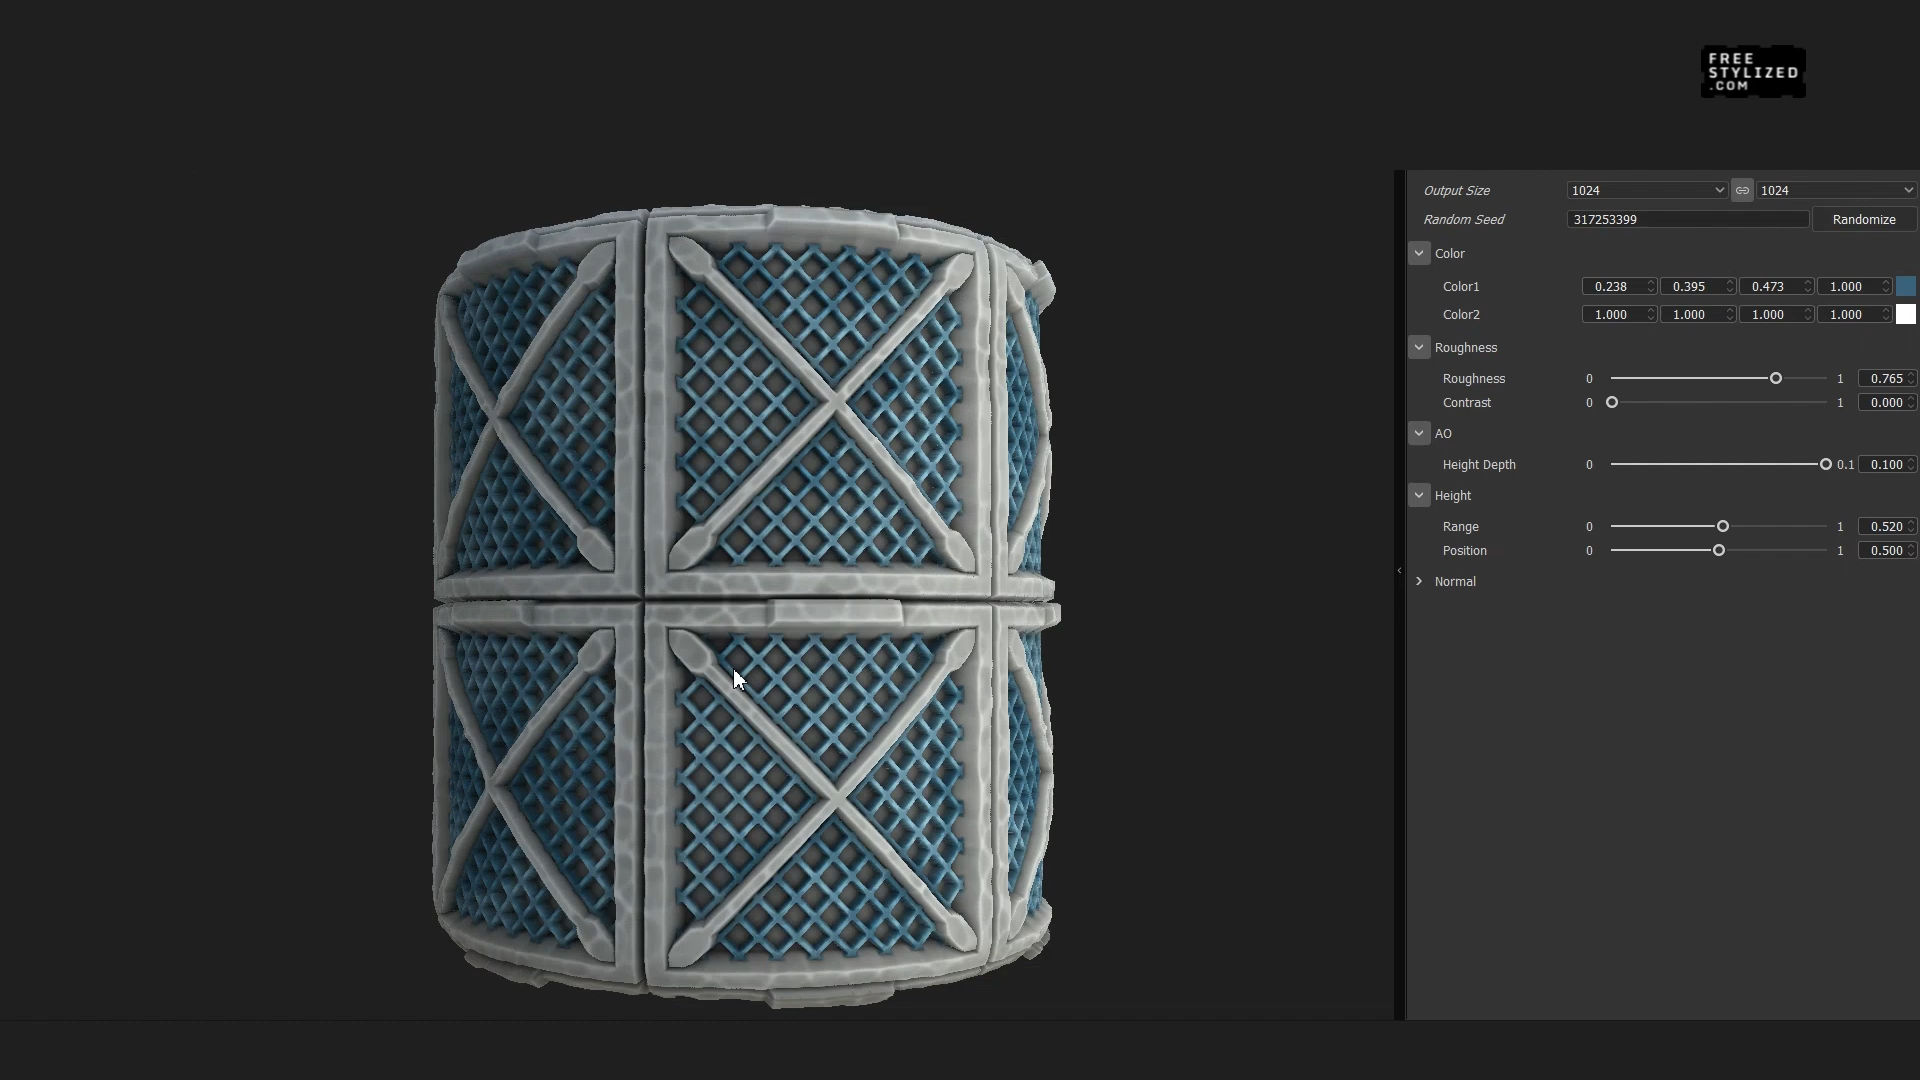 FREE
STYLIZED
.COM
Output Size 1024 1024
Random Seed 317253399 Randomize
Color
Color1 0.238 0.395 0.473 1.000
Color2 1.000 1.000 1.000 1.000
Roughness
Roughness 0 1 0.765
Contrast 0 1 0.000
AO
Height Depth 0 0.1 0.100
Height
Range 0 1 0.520
Position 0 1 0.500
Normal